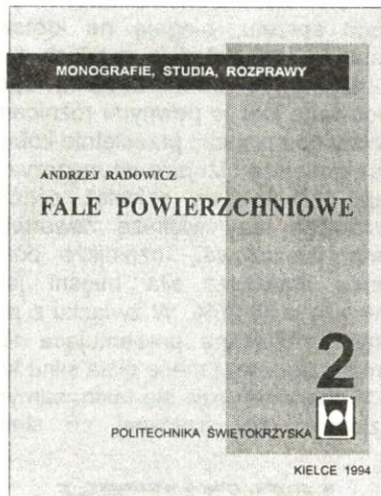 MONOGRAFIE, STUDIA, ROZPRAWY
ANDRZEJ RADOWICZ
FALE POWIERZCHNIOWE
2
POLITECHNIKA ŚWIĘTOKRZYSKA
KIELCE 1994